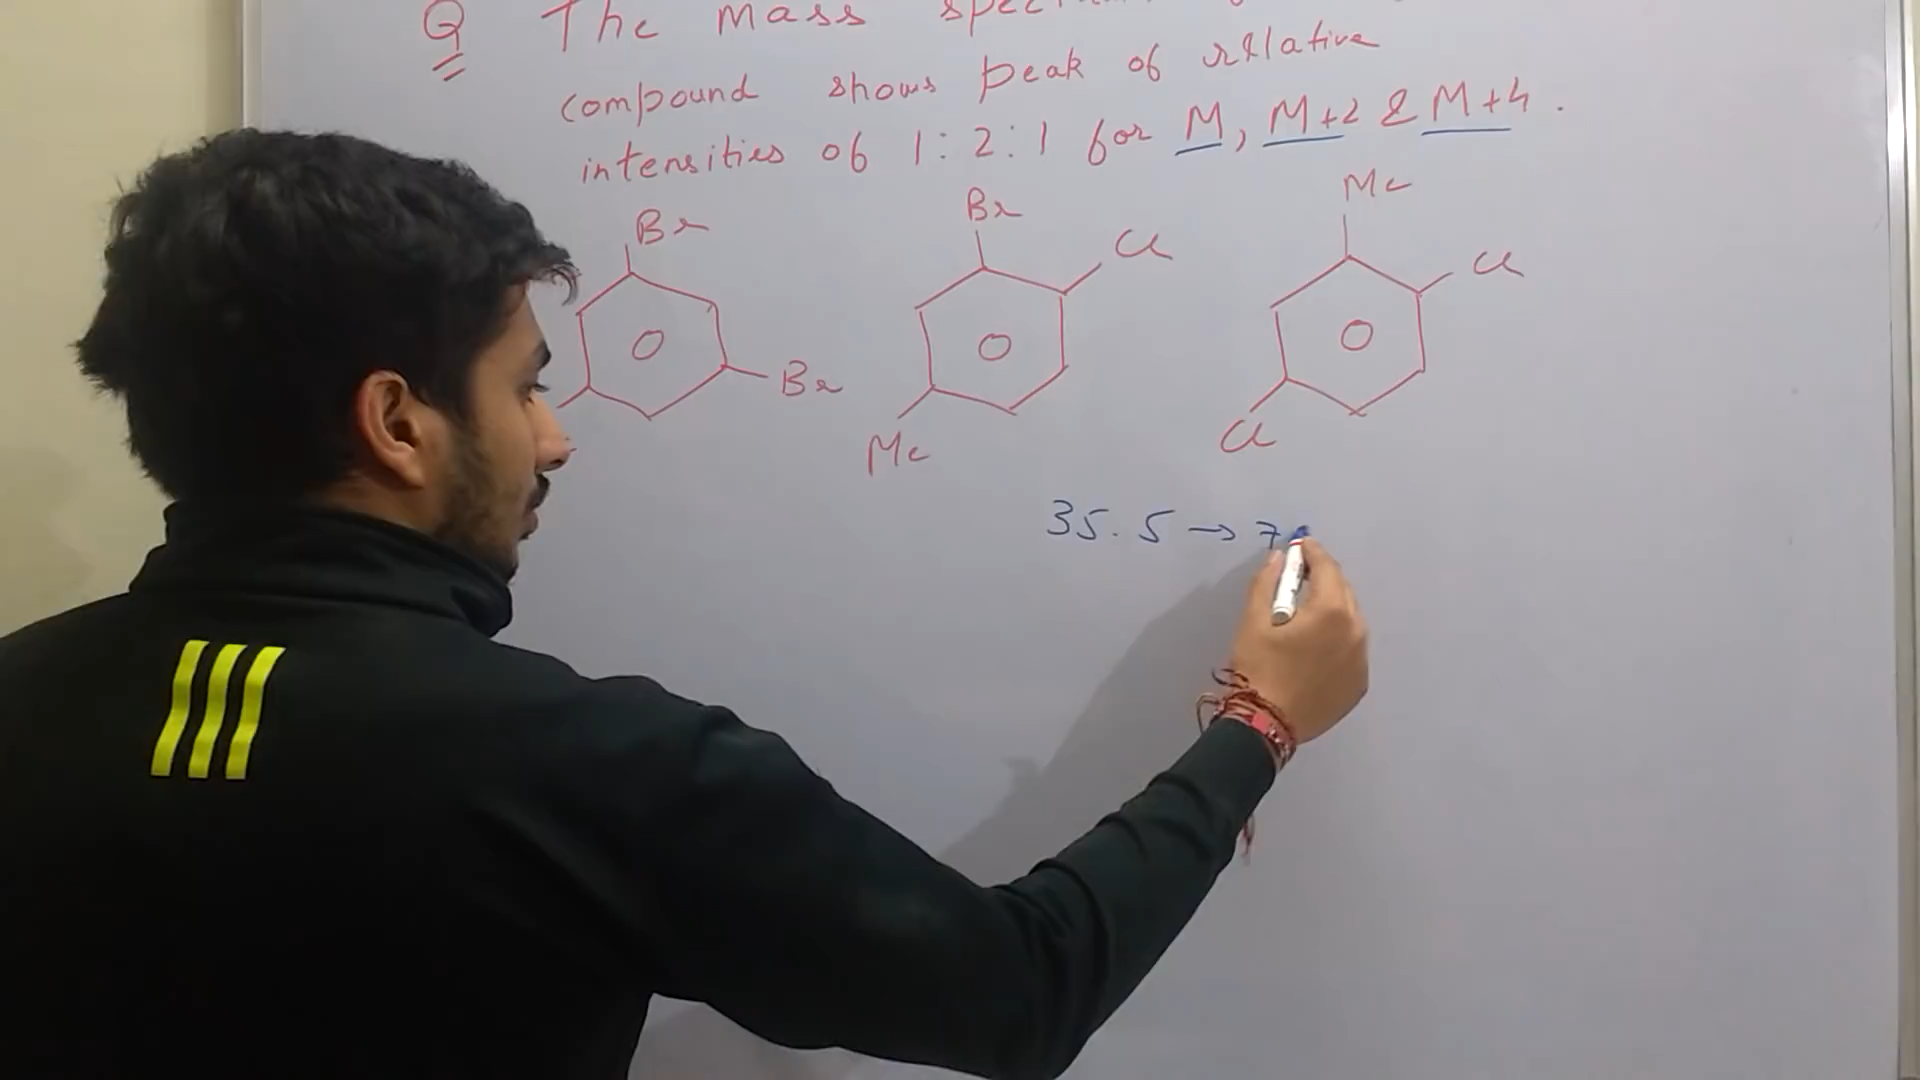 Q The mass
compound shows peak of relative
intensities of 1 : 2 : 1 for M, M+2 & M+4 .
Me
Br
Br
Cl
Cl
Br
Me
Cl
35.5 → 7